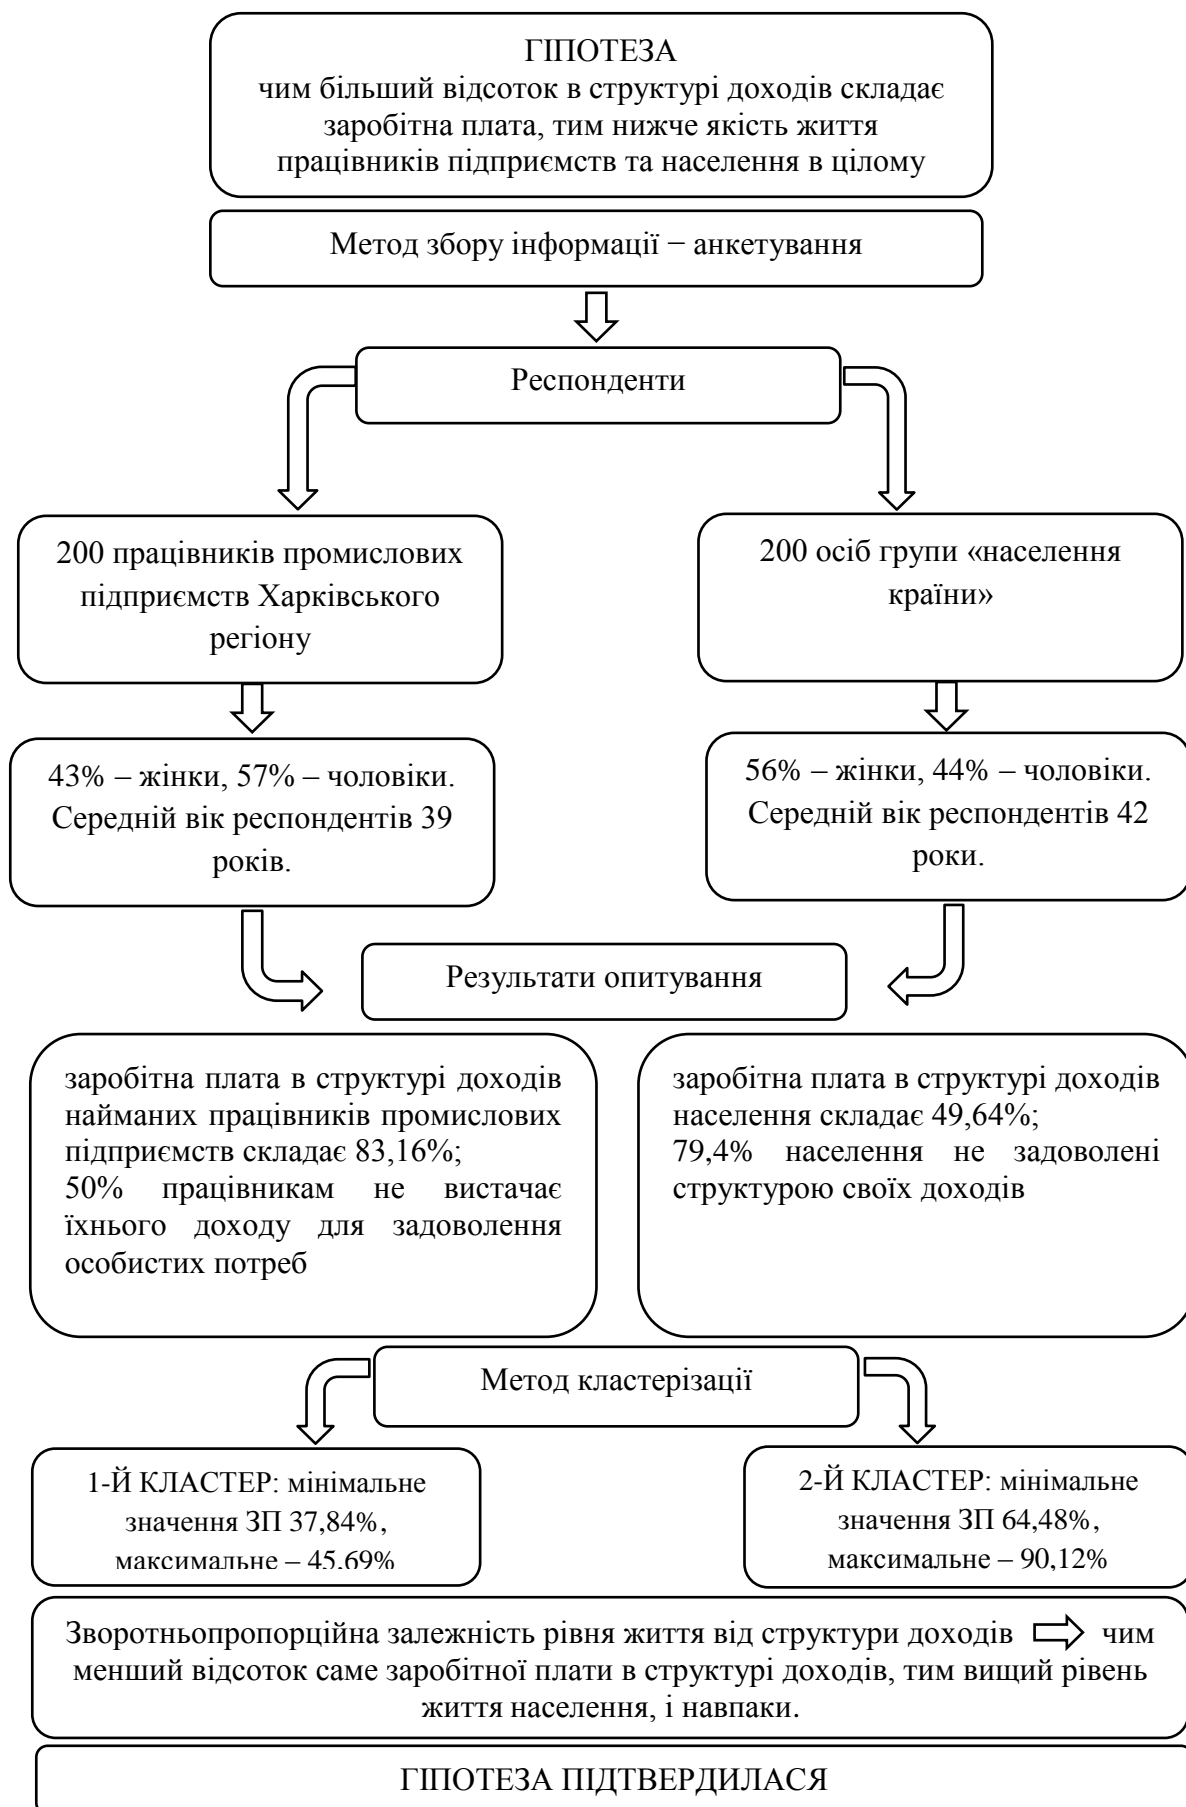 ГІПОТЕЗА
чим більший відсоток в структурі доходів складає
заробітна плата, тим нижче якість життя
працівників підприємств та населення в цілому
Метод збору інформації − анкетування
Респонденти
200 працівників промислових
підприємств Харківського
регіону
200 осіб групи «населення
країни»
43% – жінки, 57% – чоловіки.
Середній вік респондентів 39
років.
56% – жінки, 44% – чоловіки.
Середній вік респондентів 42
роки.
Результати опитування
заробітна плата в структурі доходів
найманих працівників промислових
підприємств складає 83,16%;
50% працівникам не вистачає
їхнього доходу для задоволення
особистих потреб
заробітна плата в структурі доходів
населення складає 49,64%;
79,4% населення не задоволені
структурою своїх доходів
Метод кластерізації
1-Й КЛАСТЕР: мінімальне
значення ЗП 37,84%,
максимальне – 45,69%
2-Й КЛАСТЕР: мінімальне
значення ЗП 64,48%,
максимальне – 90,12%
Зворотньопропорційна залежність рівня життя від структури доходів чим
менший відсоток саме заробітної плати в структурі доходів, тим вищий рівень
життя населення, і навпаки.
ГІПОТЕЗА ПІДТВЕРДИЛАСЯ